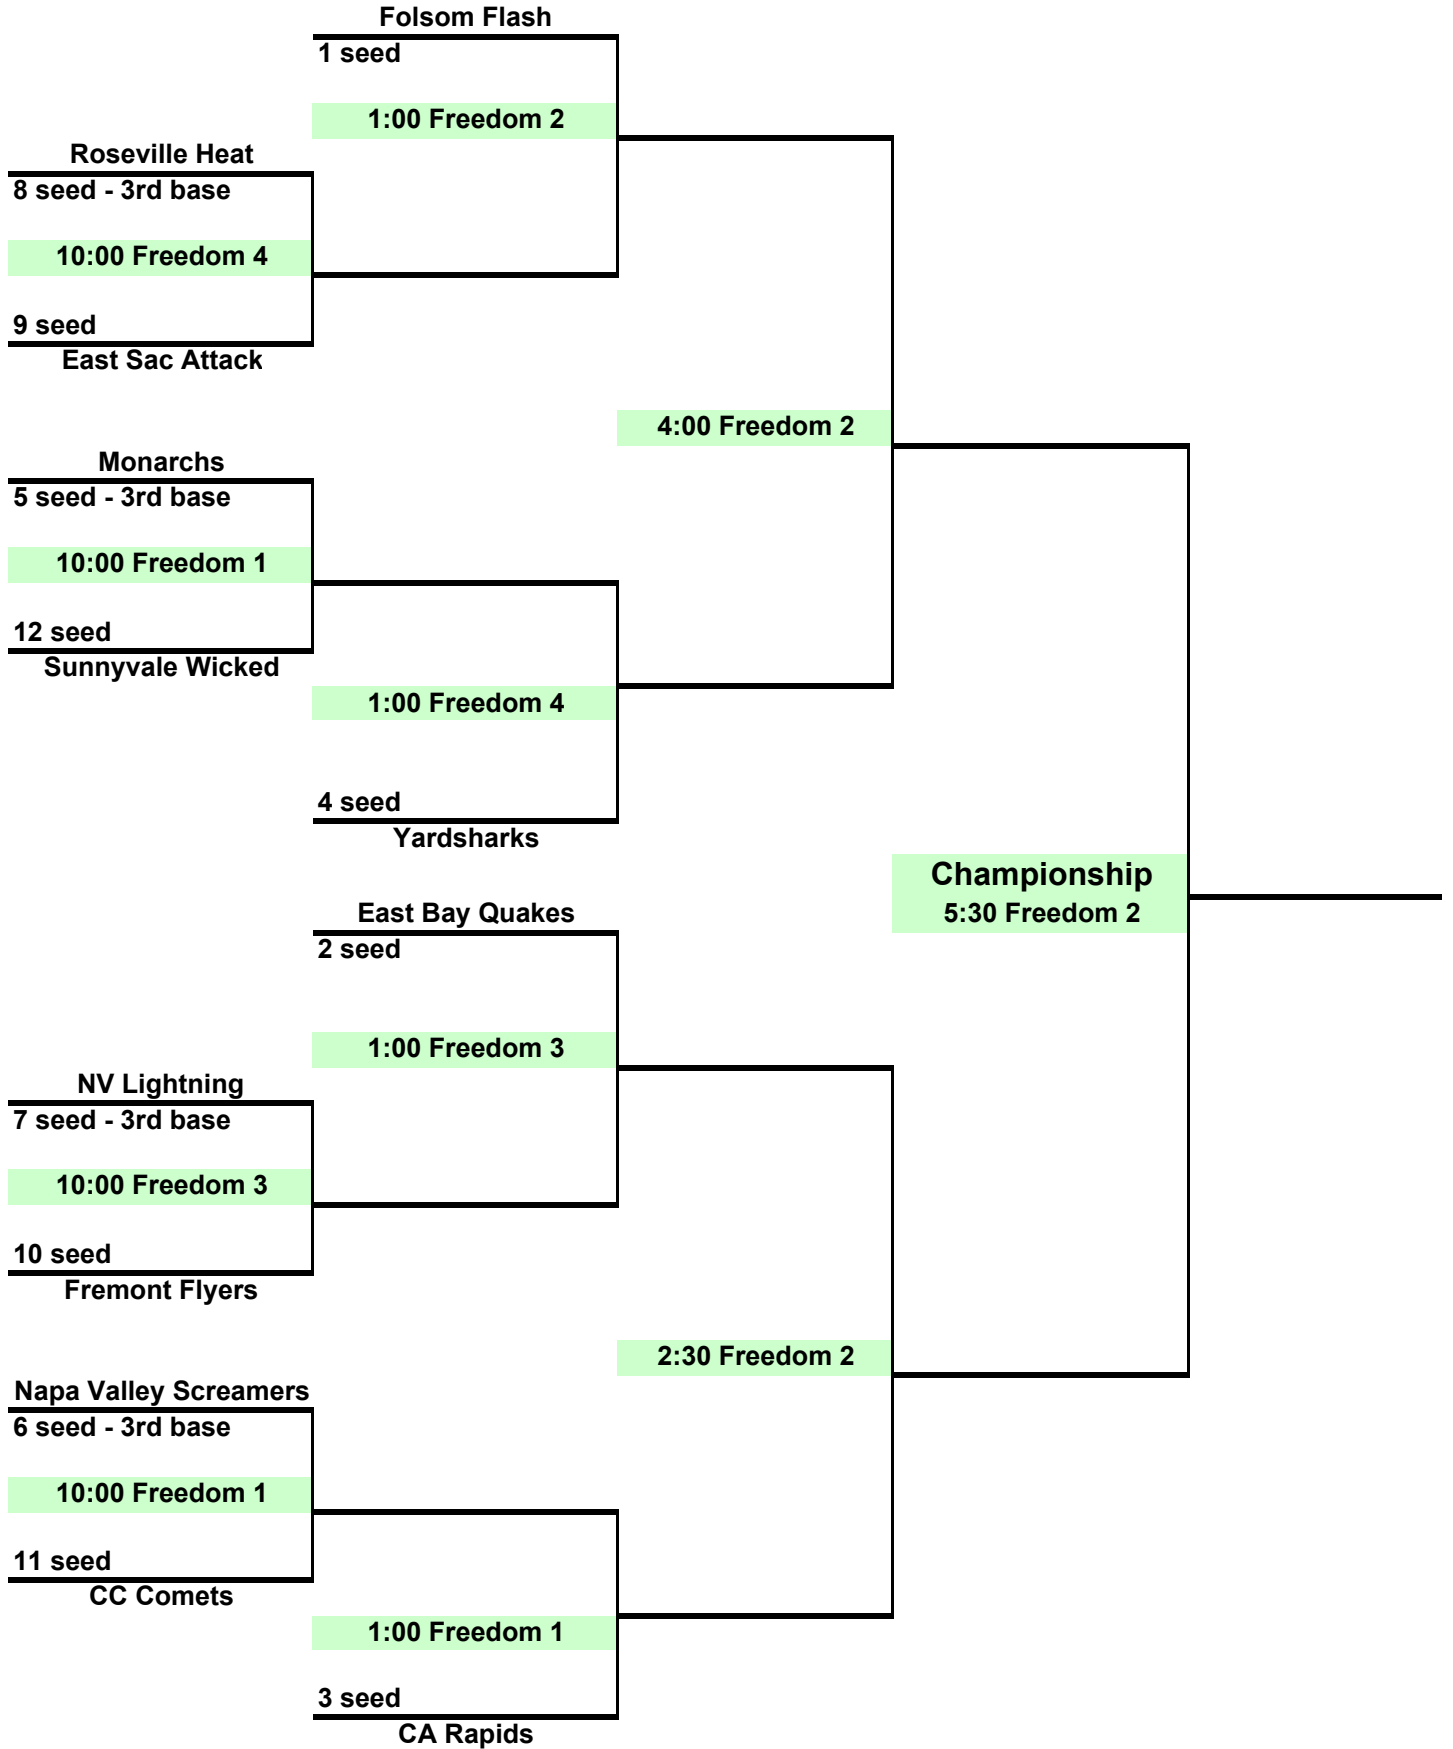 Folsom Flash
1 seed
1:00 Freedom 2
Roseville Heat
8 seed - 3rd base
10:00 Freedom 4
9 seed
East Sac Attack
4:00 Freedom 2
Monarchs
5 seed - 3rd base
10:00 Freedom 1
12 seed
Sunnyvale Wicked
1:00 Freedom 4
4 seed
Yardsharks
Championship
5:30 Freedom 2
East Bay Quakes
2 seed
1:00 Freedom 3
NV Lightning
7 seed - 3rd base
10:00 Freedom 3
10 seed
Fremont Flyers
2:30 Freedom 2
Napa Valley Screamers
6 seed - 3rd base
10:00 Freedom 1
11 seed
CC Comets
1:00 Freedom 1
3 seed
CA Rapids